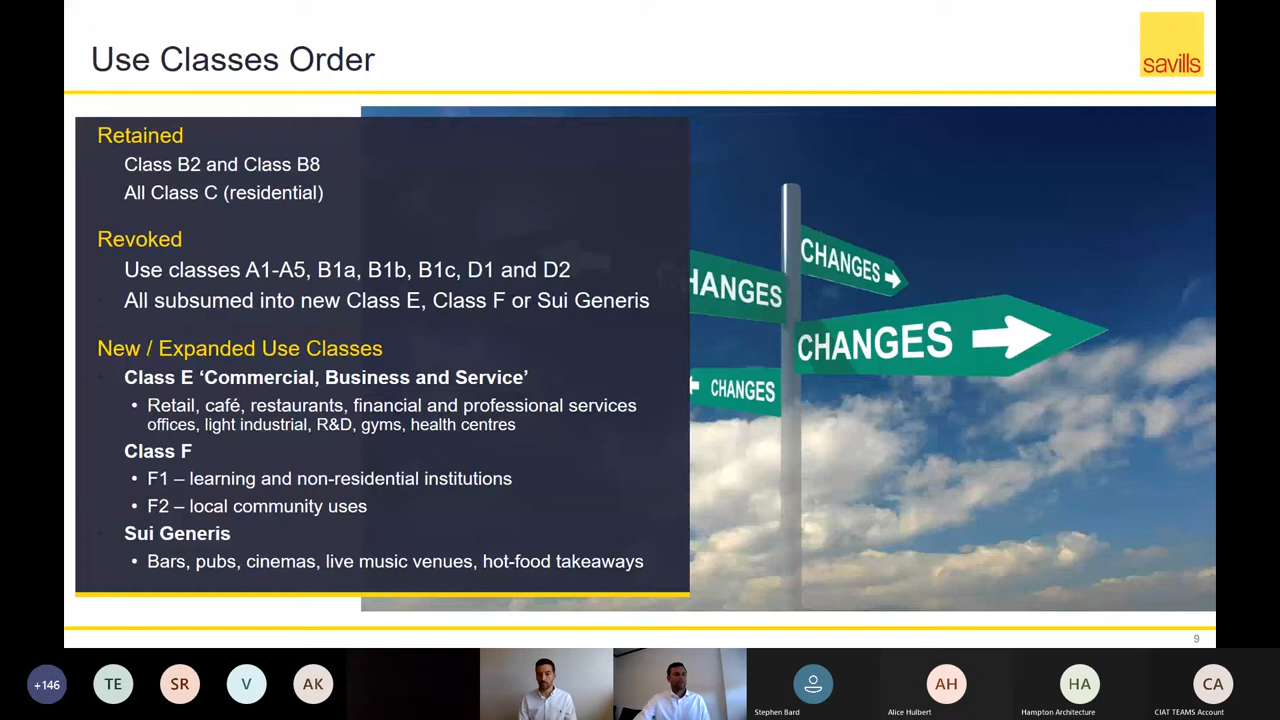 Use Classes Order
savills
Retained
Class B2 and Class B8
All Class C (residential)
Revoked
Use classes A1-A5, B1a, B1b, B1c, D1 and D2
All subsumed into new Class E, Class F or Sui Generis
New / Expanded Use Classes
Class E ‘Commercial, Business and Service’
• Retail, café, restaurants, financial and professional services
offices, light industrial, R&D, gyms, health centres
Class F
• F1 – learning and non-residential institutions
• F2 – local community uses
Sui Generis
• Bars, pubs, cinemas, live music venues, hot-food takeaways
CHANGES
HANGES
CHANGES
CHANGES
9
+146
TE
SR
V
AK
Stephen Bard
AH
Alice Hulbert
HA
Hampton Architecture
CA
CIAT TEAMS Account